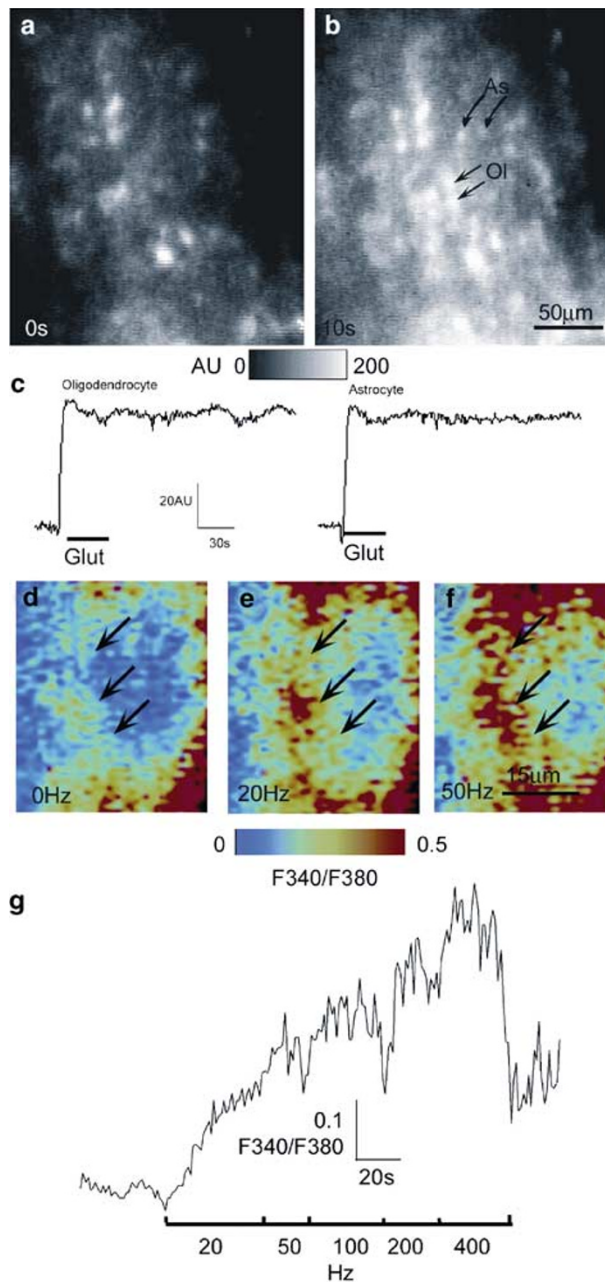 a
b
As
Ol
0s
10s
50μm
AU 0 200
c
Oligodendrocyte
Astrocyte
20AU
30s
Glut
Glut
d
e
f
0Hz
20Hz
50Hz
15μm
0 0.5
F340/F380
g
0.1
F340/F380
20s
20 50 100 200 400
Hz